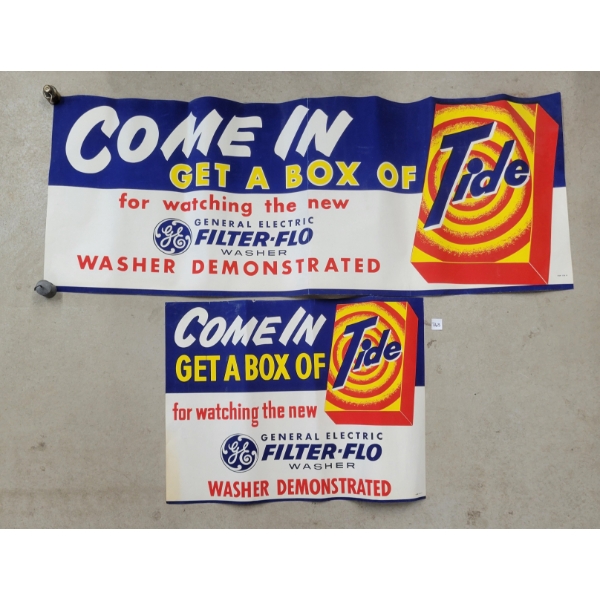 COME IN
GET A BOX OF
Tide
for watching the new
GE
GENERAL ELECTRIC
FILTER-FLO
WASHER
WASHER DEMONSTRATED
COME IN
GET A BOX OF
Tide
for watching the new
GE
GENERAL ELECTRIC
FILTER-FLO
WASHER
WASHER DEMONSTRATED